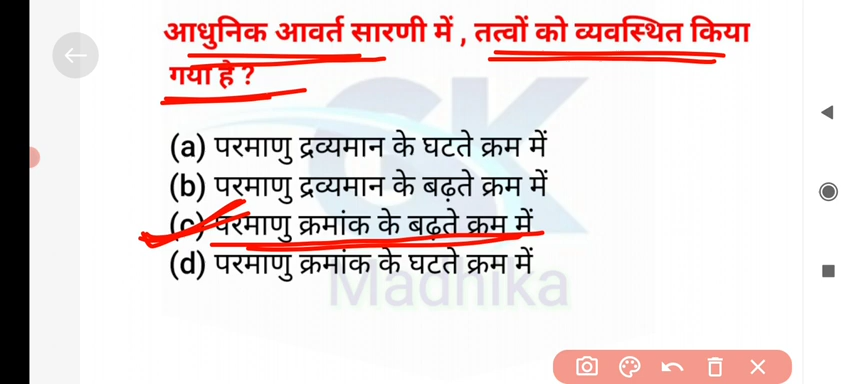 आधुनिक आवर्त सारणी में , तत्वों को व्यवस्थित किया
गया हे ?
(a) परमाणु द्रव्यमान के घटते क्रम में
(b) परमाणु द्रव्यमान के बढ़ते क्रम में
(c) परमाणु क्रमांक के बढ़ते क्रम में
(d) परमाणु क्रमांक के घटते क्रम में
GK
Madhika